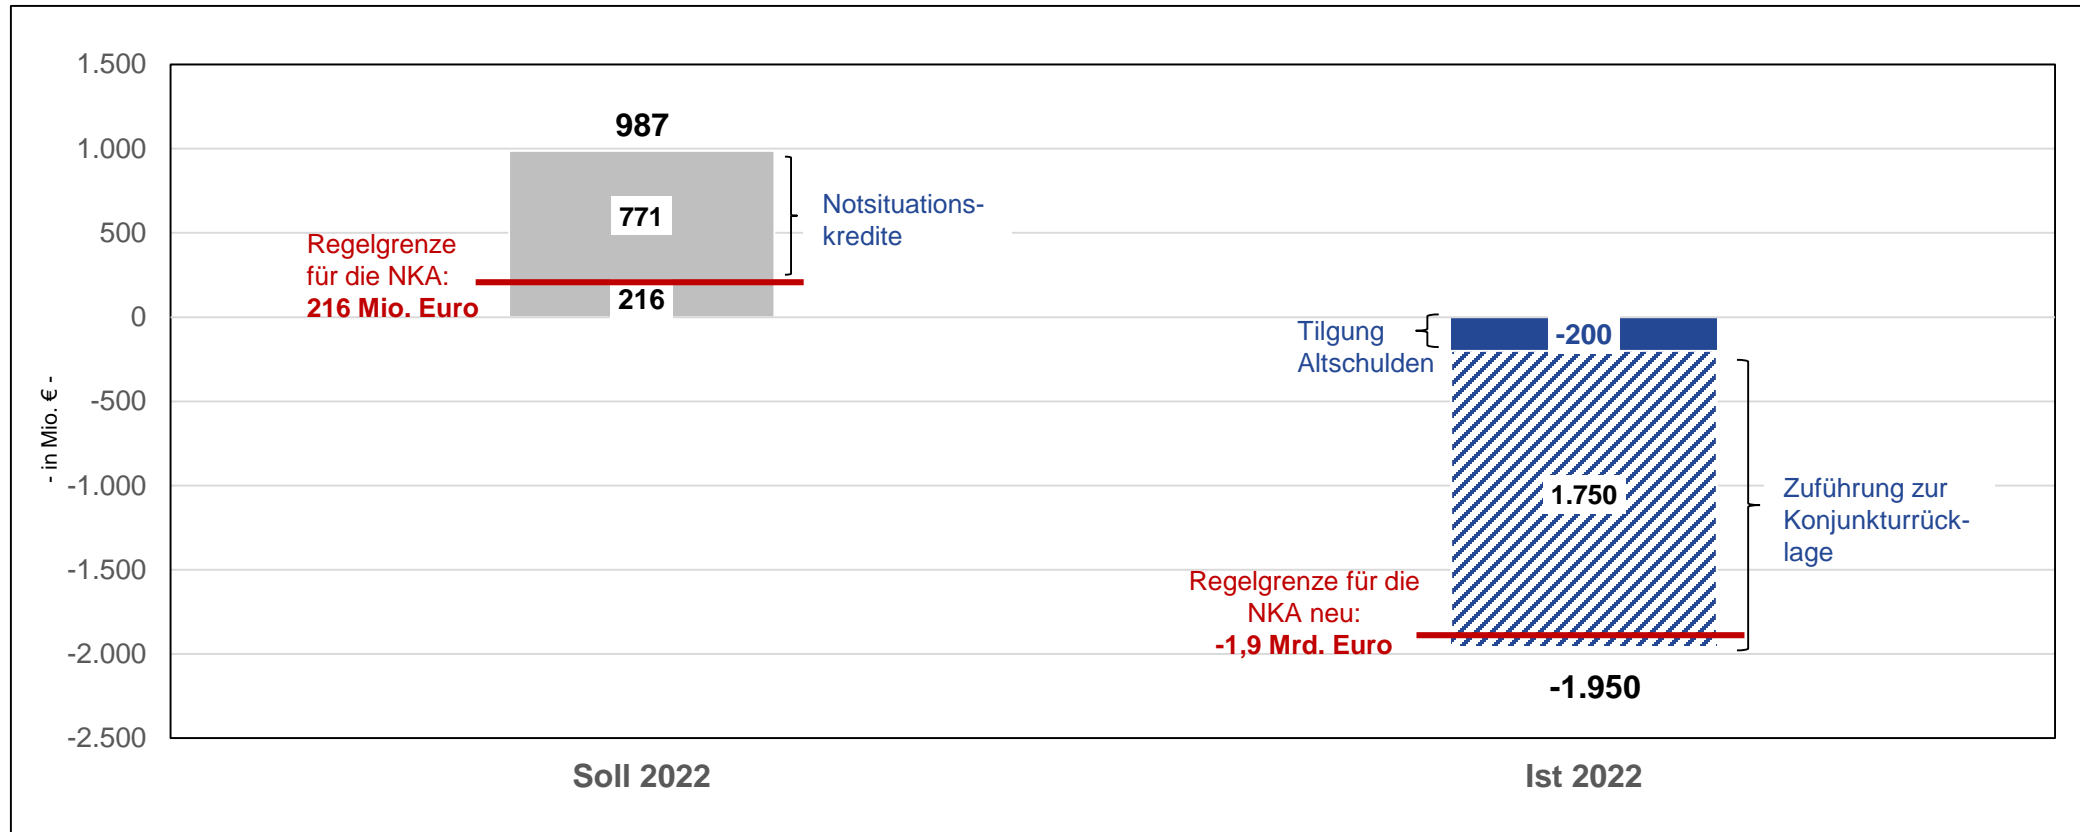 - in Mio. € -
1.500
1.000
500
0
-500
-1.000
-1.500
-2.000
-2.500
987
771
216
Regelgrenze
für die NKA:
216 Mio. Euro
Notsituations-
kredite
Tilgung
Altschulden
-200
1.750
Zuführung zur
Konjunkturrück-
lage
Regelgrenze für die
NKA neu:
-1,9 Mrd. Euro
-1.950
Soll 2022
Ist 2022